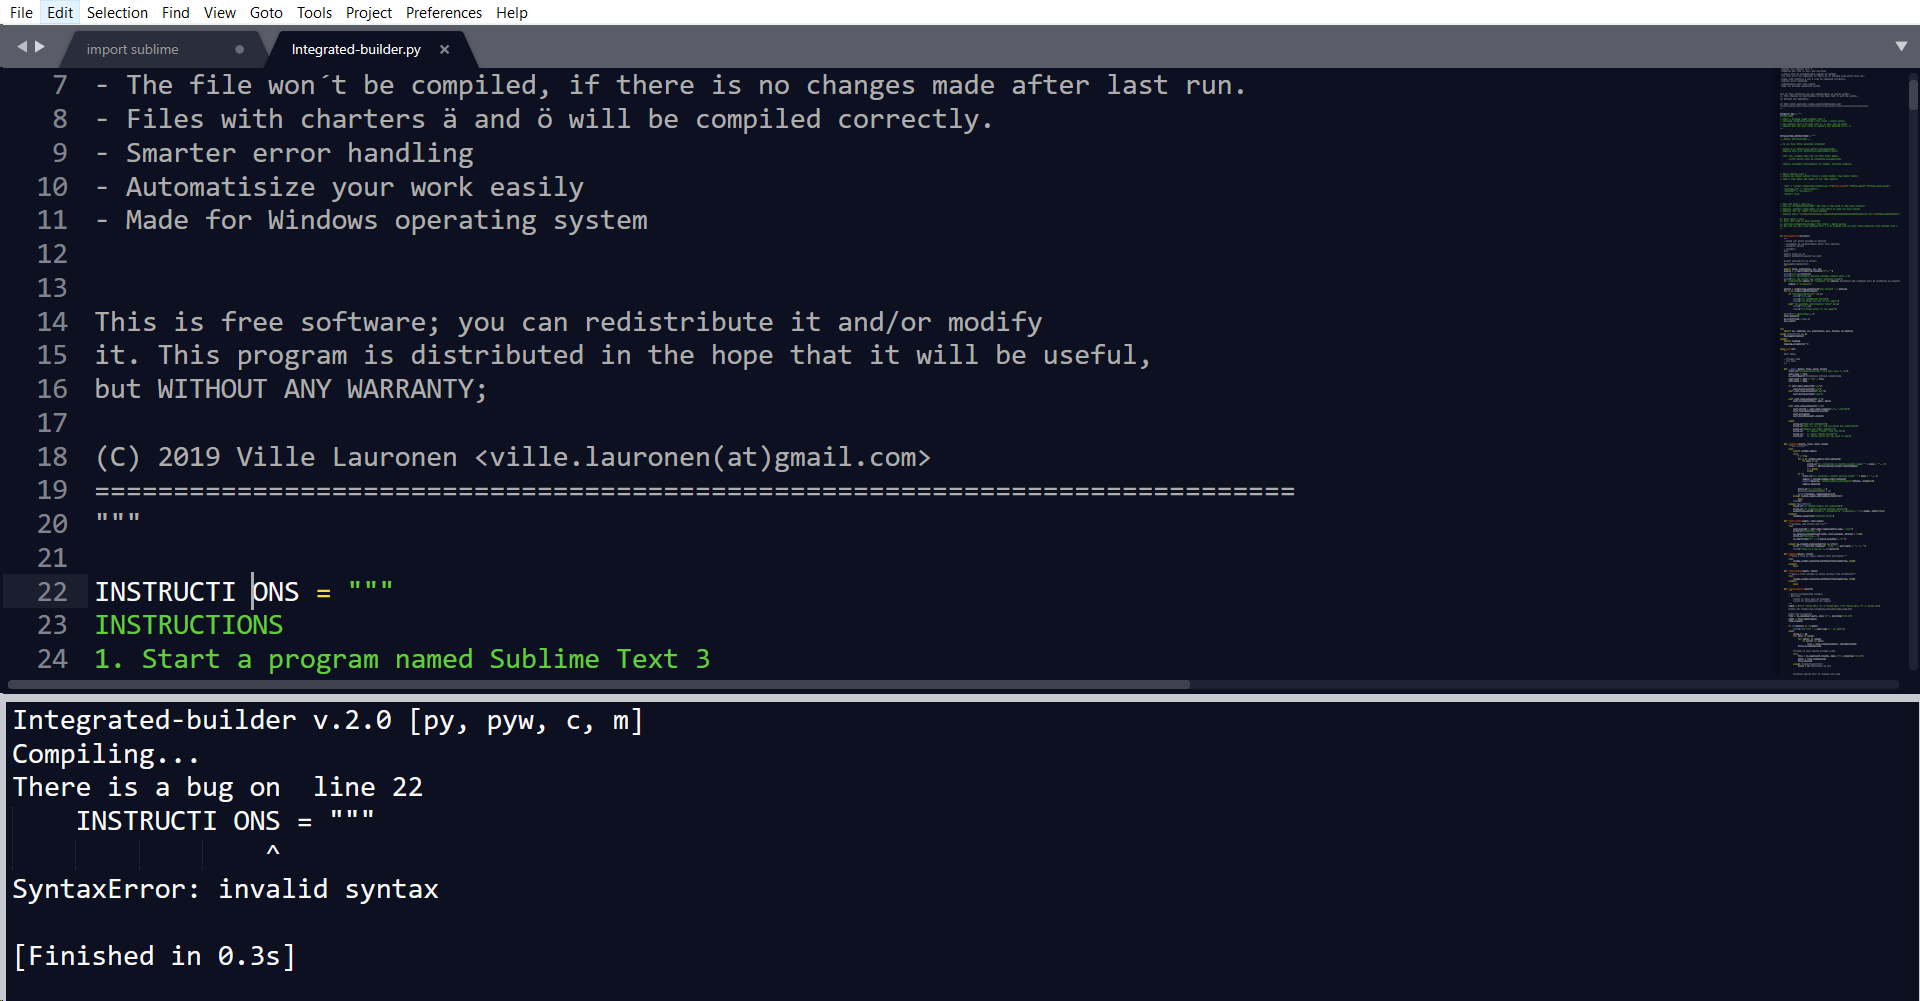 File Edit Selection Find View Goto Tools Project Preferences Help
import sublime Integrated-builder.py
7 - The file won´t be compiled, if there is no changes made after last run.
8 - Files with charters ä and ö will be compiled correctly.
9 - Smarter error handling
10 - Automatisize your work easily
11 - Made for Windows operating system
12
13
14 This is free software; you can redistribute it and/or modify
15 it. This program is distributed in the hope that it will be useful,
16 but WITHOUT ANY WARRANTY;
17
18 (C) 2019 Ville Lauronen <ville.lauronen(at)gmail.com>
19 ============================================================================
20 """
21
22 INSTRUCTI ONS = """
23 INSTRUCTIONS
24 1. Start a program named Sublime Text 3
Integrated-builder v.2.0 [py, pyw, c, m]
Compiling...
There is a bug on  line 22
INSTRUCTI ONS = """
^
SyntaxError: invalid syntax
[Finished in 0.3s]